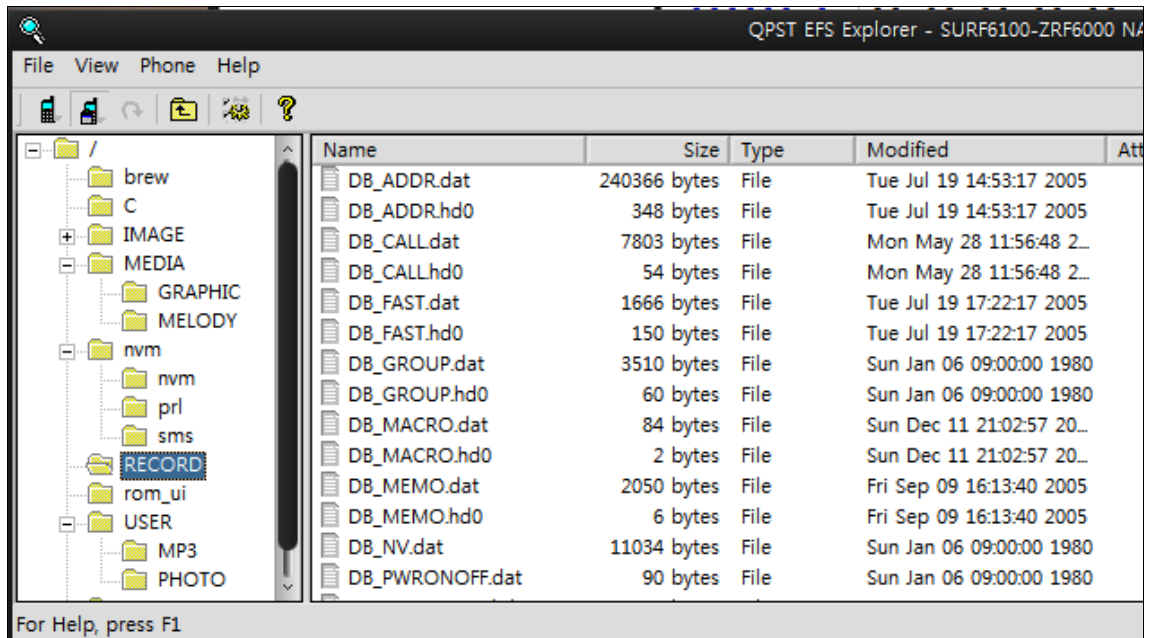 QPST EFS Explorer - SURF6100-ZRF6000 NA
File View Phone Help
/
brew
C
IMAGE
MEDIA
GRAPHIC
MELODY
nvm
nvm
prl
sms
RECORD
rom_ui
USER
MP3
PHOTO
Name Size Type Modified Att
DB_ADDR.dat 240366 bytes File Tue Jul 19 14:53:17 2005
DB_ADDR.hd0 348 bytes File Tue Jul 19 14:53:17 2005
DB_CALL.dat 7803 bytes File Mon May 28 11:56:48 2...
DB_CALL.hd0 54 bytes File Mon May 28 11:56:48 2...
DB_FAST.dat 1666 bytes File Tue Jul 19 17:22:17 2005
DB_FAST.hd0 150 bytes File Tue Jul 19 17:22:17 2005
DB_GROUP.dat 3510 bytes File Sun Jan 06 09:00:00 1980
DB_GROUP.hd0 60 bytes File Sun Jan 06 09:00:00 1980
DB_MACRO.dat 84 bytes File Sun Dec 11 21:02:57 20...
DB_MACRO.hd0 2 bytes File Sun Dec 11 21:02:57 20...
DB_MEMO.dat 2050 bytes File Fri Sep 09 16:13:40 2005
DB_MEMO.hd0 6 bytes File Fri Sep 09 16:13:40 2005
DB_NV.dat 11034 bytes File Sun Jan 06 09:00:00 1980
DB_PWRONOFF.dat 90 bytes File Sun Jan 06 09:00:00 1980
For Help, press F1